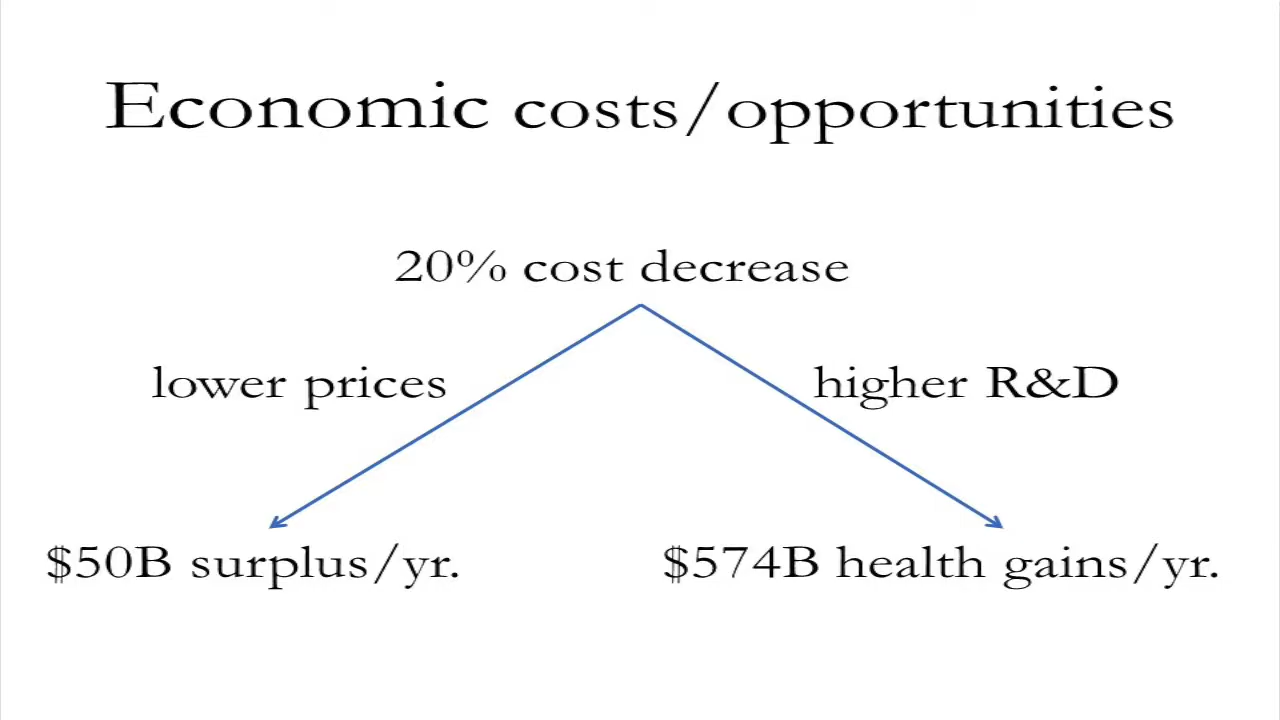 Economic costs/opportunities
20% cost decrease
lower prices
higher R&D
$50B surplus/yr.
$574B health gains/yr.